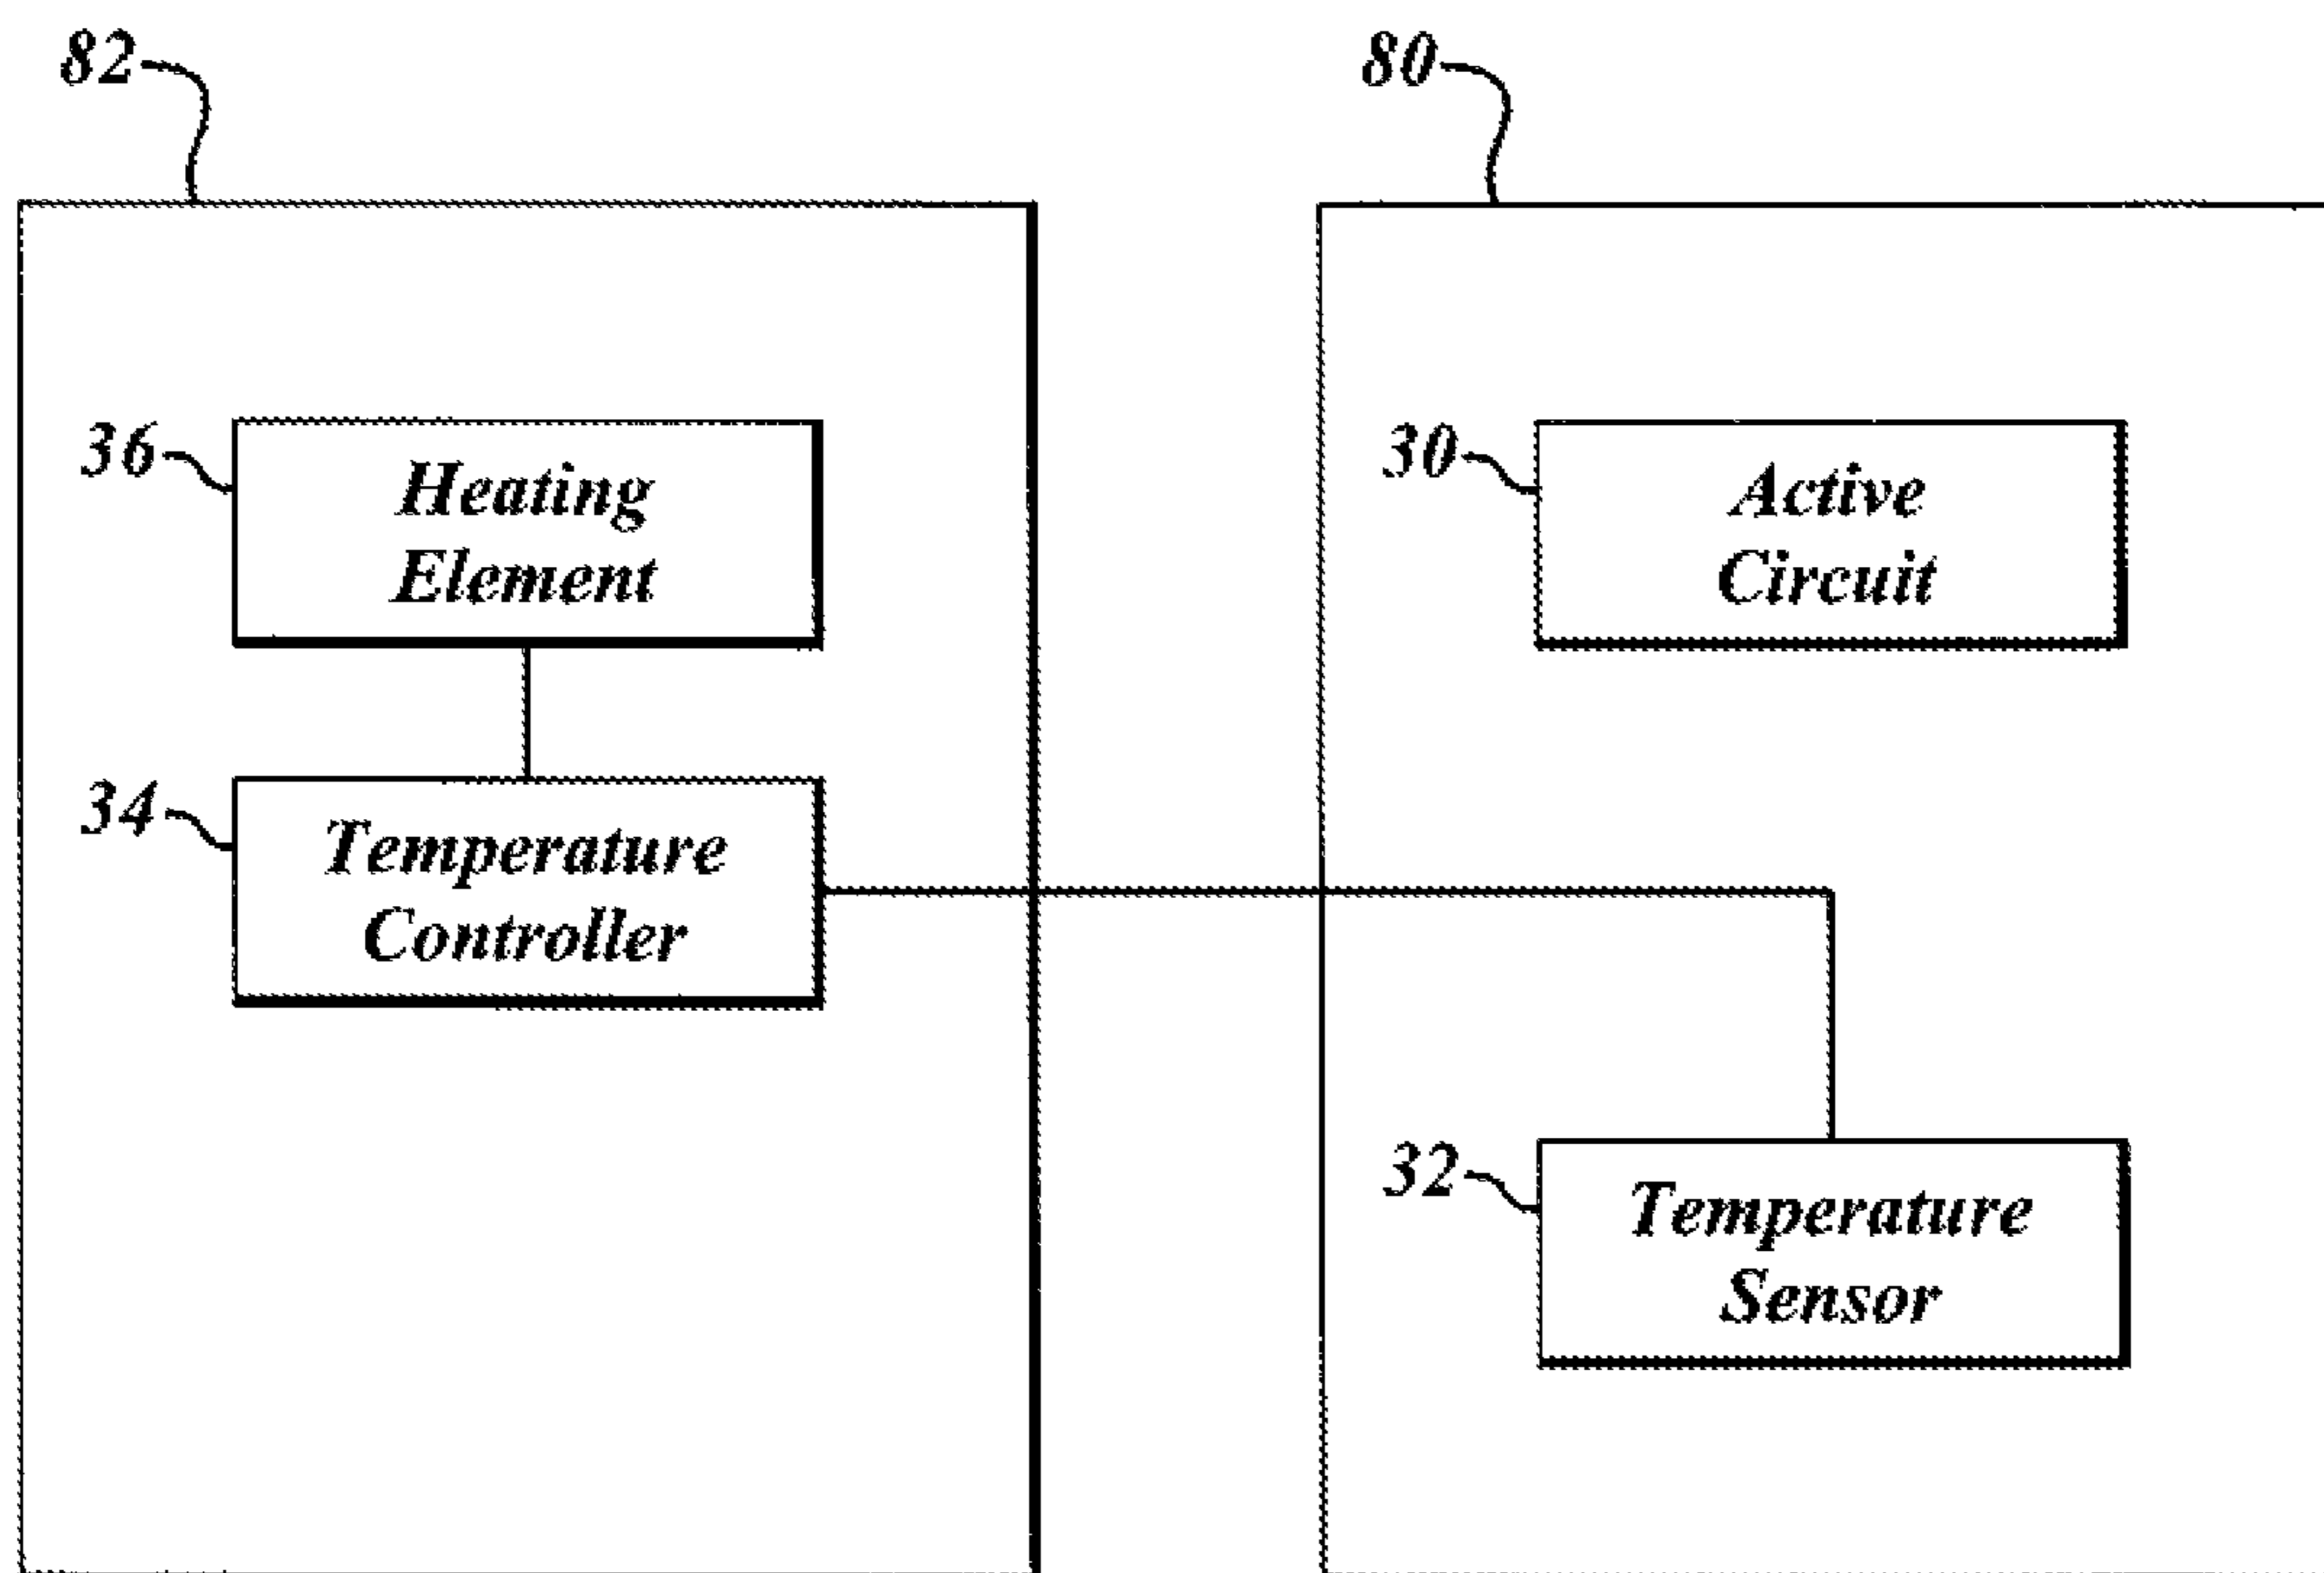 82
80
36
Heating
Element
30
Active
Circuit
34
Temperature
Controller
32
Temperature
Sensor